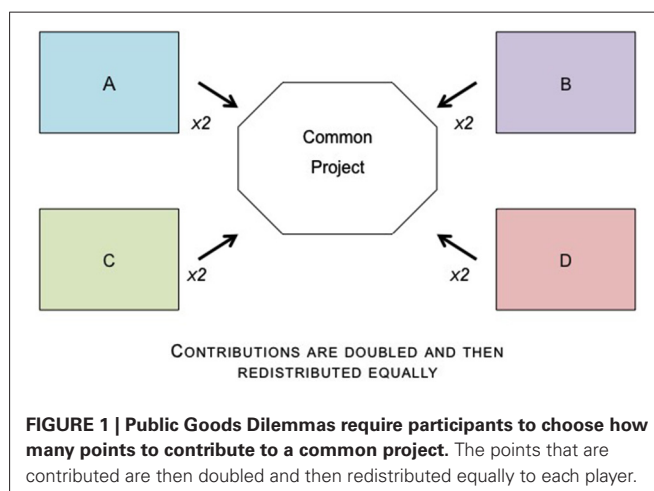 A
B
x2
x2
Common
Project
C
D
x2
x2
CONTRIBUTIONS ARE DOUBLED AND THEN
REDISTRIBUTED EQUALLY
FIGURE 1 | Public Goods Dilemmas require participants to choose how
many points to contribute to a common project. The points that are
contributed are then doubled and then redistributed equally to each player.